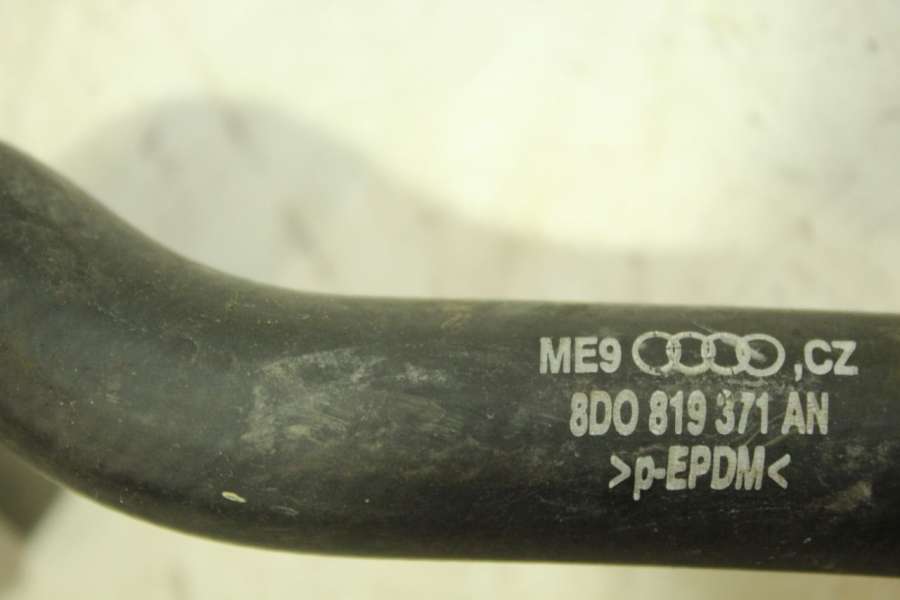 ME9 ,CZ
8D0 819 371 AN
>p-EPDM<